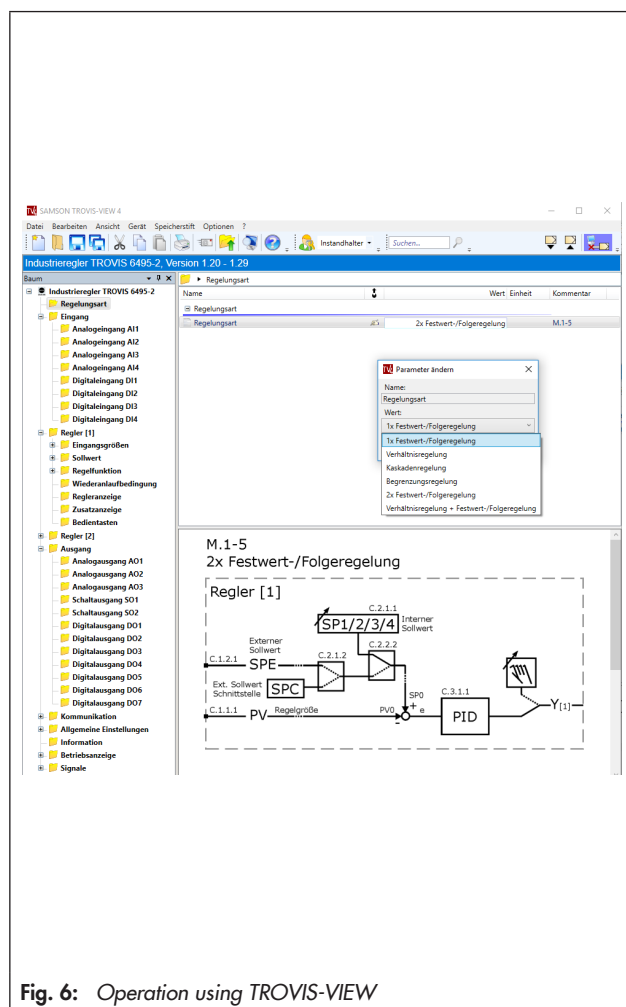 SAMSON TROVIS-VIEW 4
Datei Bearbeiten Ansicht Gerät Speicherstift Optionen ?
Instandhalter
Suchen...
Industrieregler TROVIS 6495-2, Version 1.20 - 1.29
Baum
Industrieregler TROVIS 6495-2
Regelungsart
Eingang
Analogeingang AI1
Analogeingang AI2
Analogeingang AI3
Analogeingang AI4
Digitaleingang DI1
Digitaleingang DI2
Digitaleingang DI3
Digitaleingang DI4
Regler [1]
Eingangsgrößen
Sollwert
Regelfunktion
Wiederanlaufbedingung
Regleranzeige
Zusatzanzeige
Bedientasten
Regler [2]
Ausgang
Analogausgang AO1
Analogausgang AO2
Analogausgang AO3
Schaltausgang SO1
Schaltausgang SO2
Digitalausgang DO1
Digitalausgang DO2
Digitalausgang DO3
Digitalausgang DO4
Digitalausgang DO5
Digitalausgang DO6
Digitalausgang DO7
Kommunikation
Allgemeine Einstellungen
Information
Betriebsanzeige
Signale
Regelungsart
Name Wert Einheit Kommentar
Regelungsart
Regelungsart 2x Festwert-/Folgeregelung M.1-5
Parameter ändern
Name:
Regelungsart
Wert:
1x Festwert-/Folgeregelung
1x Festwert-/Folgeregelung
Verhältnisregelung
Kaskadenregelung
Begrenzungsregelung
2x Festwert-/Folgeregelung
Verhältnisregelung + Festwert-/Folgeregelung
M.1-5
2x Festwert-/Folgeregelung
Regler [1]
C.2.1.1
SP1/2/3/4
Interner
Sollwert
Externer
Sollwert
C.2.1.2
C.2.2.2
C.1.2.1
SPE
Ext. Sollwert
Schnittstelle
SPC
SP0
C.3.1.1
C.1.1.1
PV
Regelgröße
PV0
+
-
e
PID
Y[1]
Fig. 6: Operation using TROVIS-VIEW